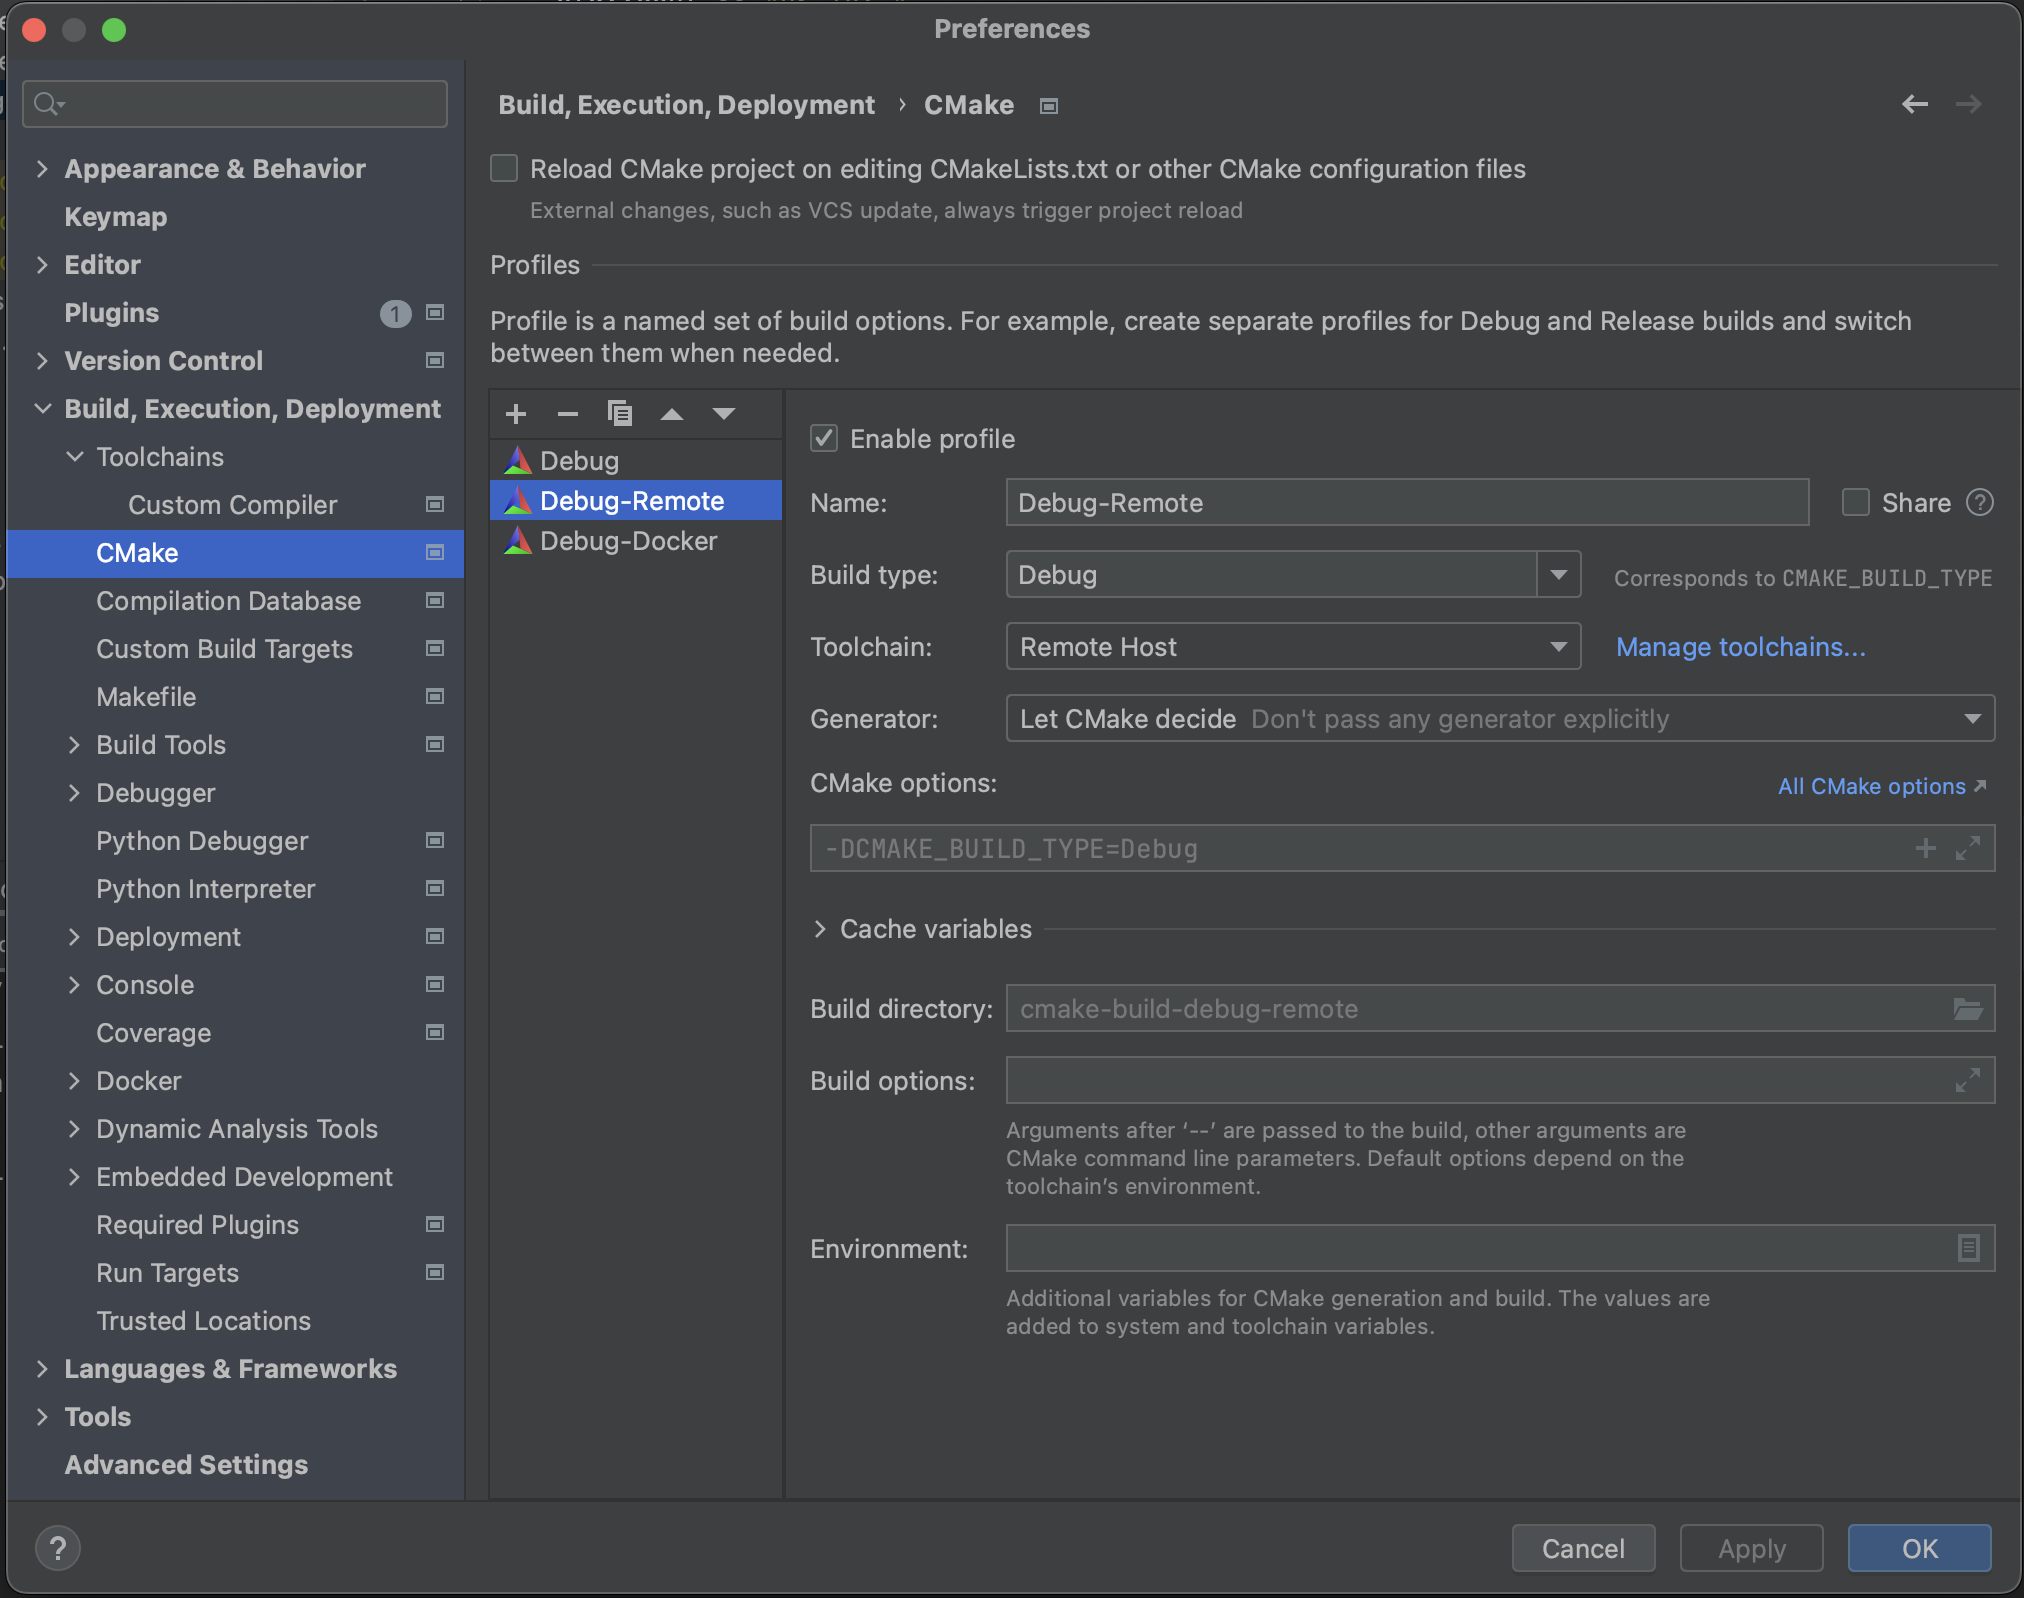 Preferences
Appearance & Behavior
Keymap
Editor
Plugins 1
Version Control
Build, Execution, Deployment
Toolchains
Custom Compiler
CMake
Compilation Database
Custom Build Targets
Makefile
Build Tools
Debugger
Python Debugger
Python Interpreter
Deployment
Console
Coverage
Docker
Dynamic Analysis Tools
Embedded Development
Required Plugins
Run Targets
Trusted Locations
Languages & Frameworks
Tools
Advanced Settings
Build, Execution, Deployment › CMake
Reload CMake project on editing CMakeLists.txt or other CMake configuration files
External changes, such as VCS update, always trigger project reload
Profiles
Profile is a named set of build options. For example, create separate profiles for Debug and Release builds and switch
between them when needed.
Debug
Debug-Remote
Debug-Docker
Enable profile
Name: Debug-Remote Share ?
Build type: Debug Corresponds to CMAKE_BUILD_TYPE
Toolchain: Remote Host Manage toolchains...
Generator: Let CMake decide Don't pass any generator explicitly
CMake options: All CMake options ↗
-DCMAKE_BUILD_TYPE=Debug
Cache variables
Build directory: cmake-build-debug-remote
Build options:
Arguments after ‘--’ are passed to the build, other arguments are
CMake command line parameters. Default options depend on the
toolchain’s environment.
Environment:
Additional variables for CMake generation and build. The values are
added to system and toolchain variables.
? Cancel Apply OK